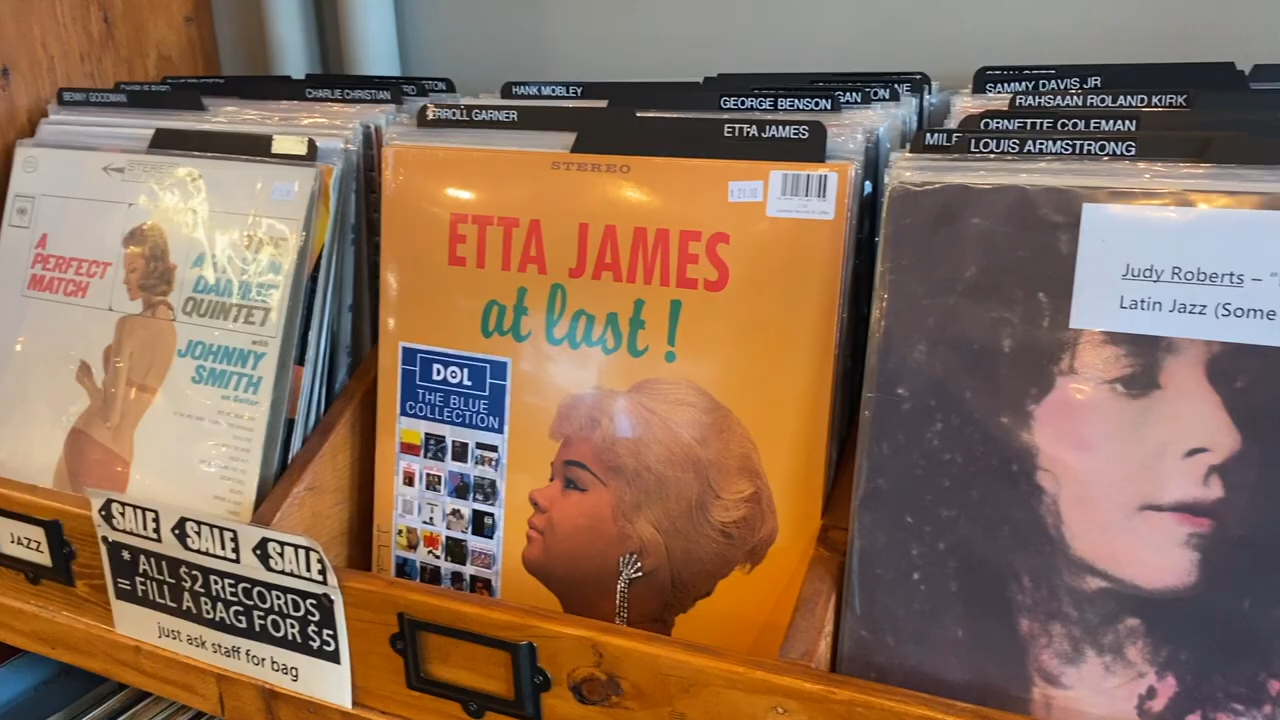 BENNY GOODMAN
CHARLIE CHRISTIAN
HANK MOBLEY
GEORGE BENSON
ERROLL GARNER
ETTA JAMES
SAMMY DAVIS JR
RAHSAAN ROLAND KIRK
ORNETTE COLEMAN
LOUIS ARMSTRONG
STEREO
A
PERFECT
MATCH
QUINTET
with
JOHNNY
SMITH
on Guitar
STEREO
ETTA JAMES
at last!
DOL
THE BLUE
COLLECTION
Judy Roberts –
Latin Jazz (Some
JAZZ
SALE SALE SALE
* ALL $2 RECORDS
= FILL A BAG FOR $5
just ask staff for bag